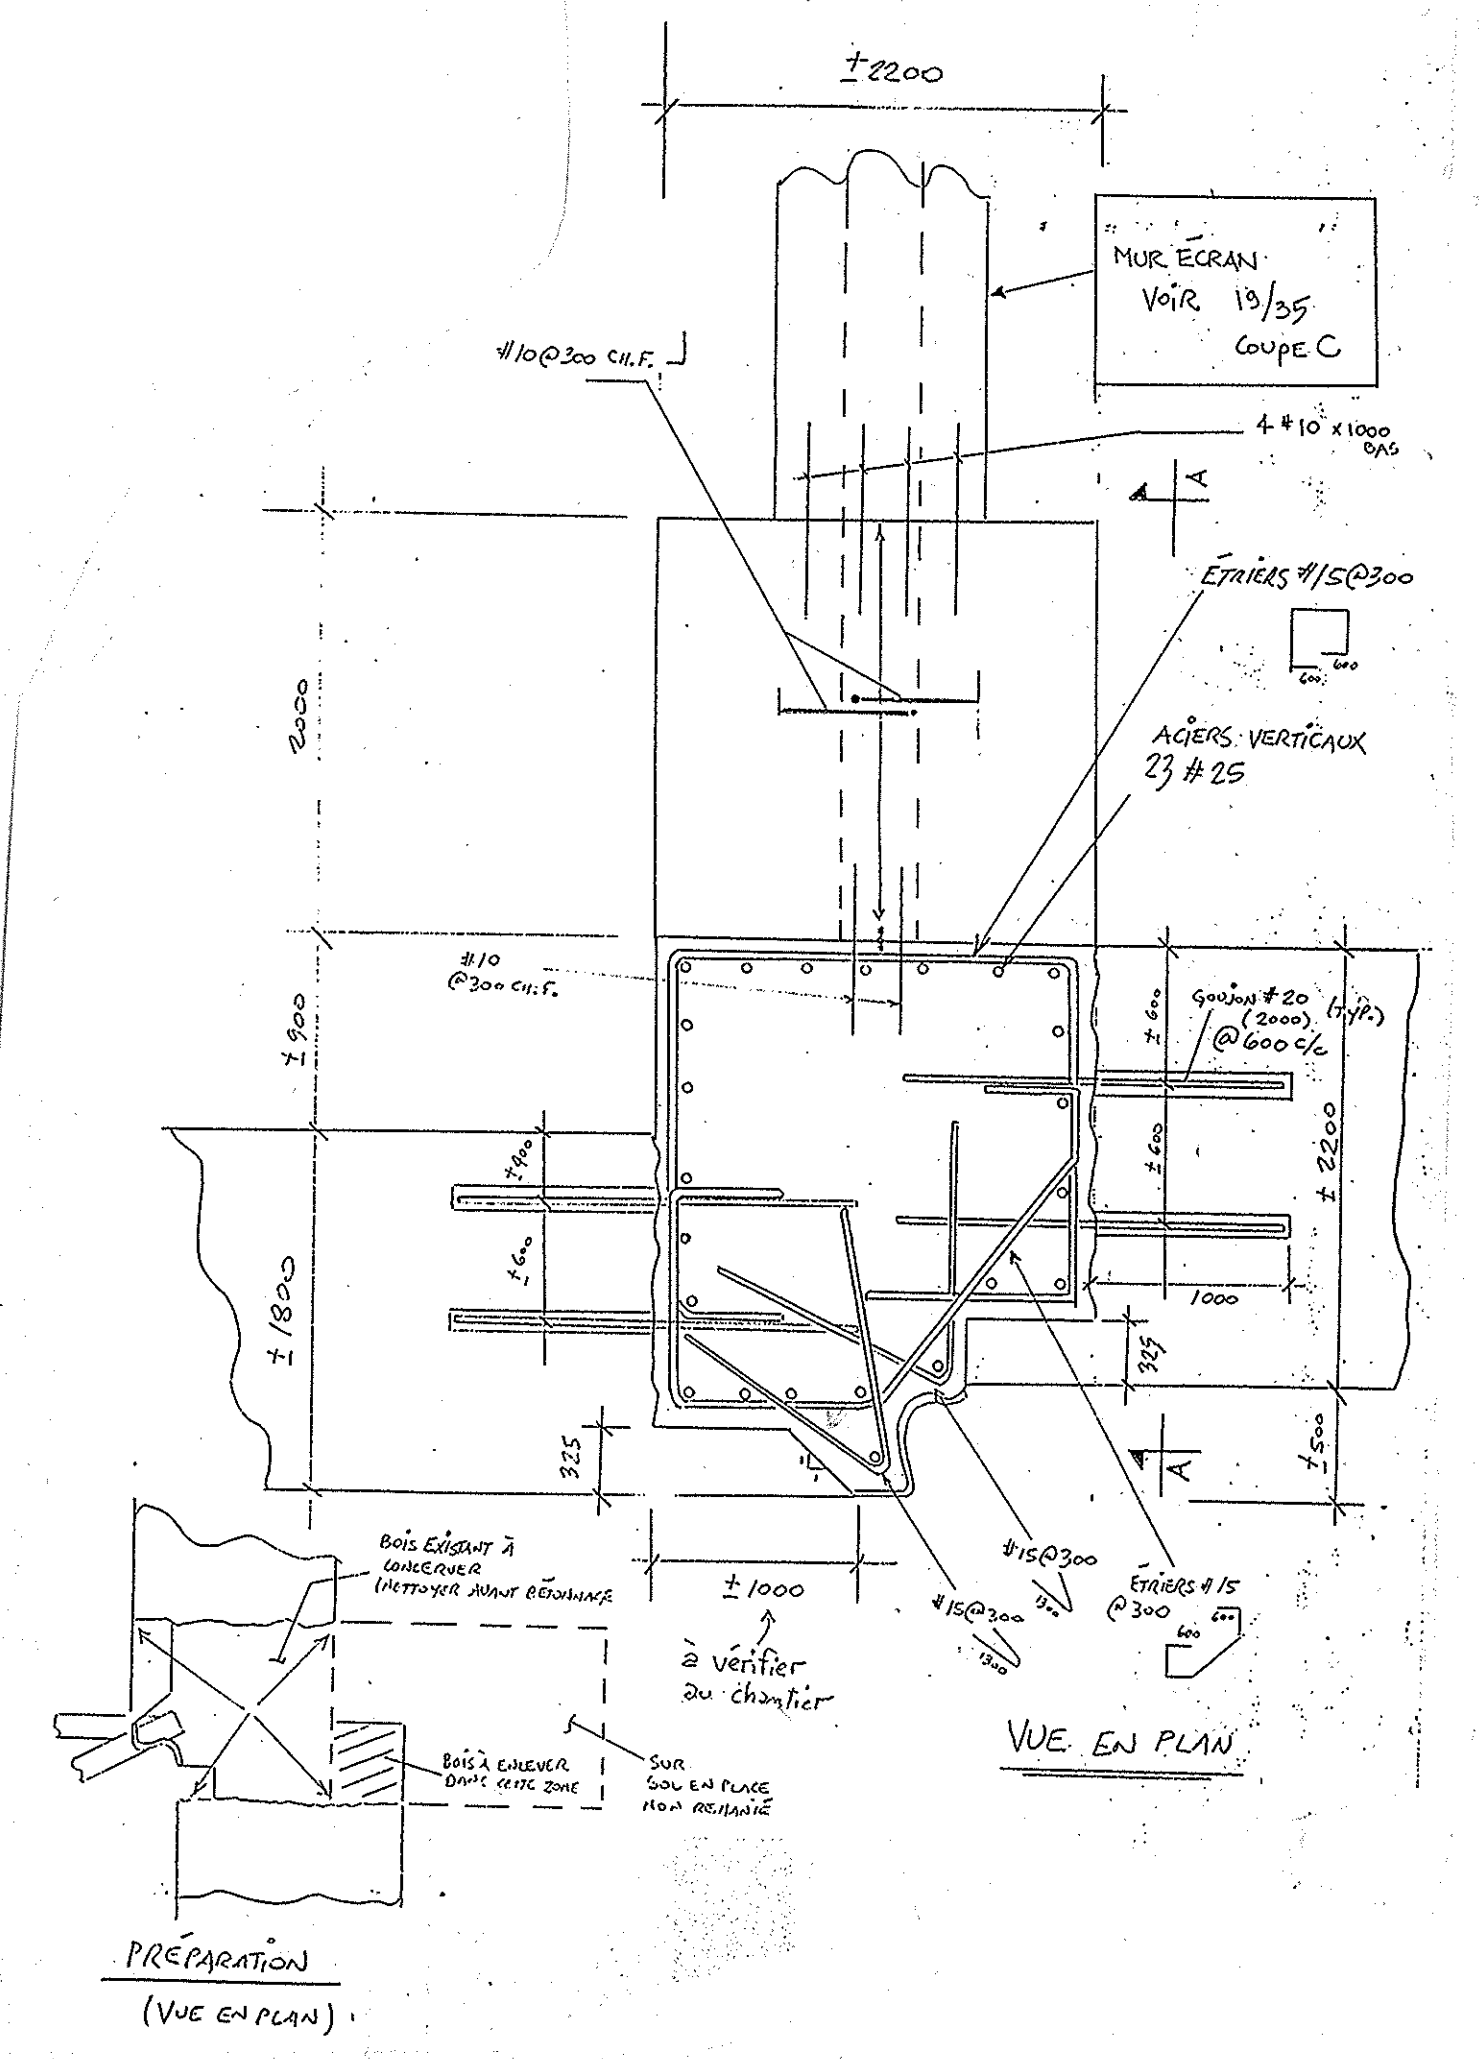 ±2200
MUR ÉCRAN
VOIR 19/35
COUPE C
#10@300 CH.F.
4 #10 x1000
BAS
A
ÉTRIERS #15@300
600
600
2000
ACIERS VERTICAUX
23 #25
#10
@300 CH.F.
±900
±600
GOUJON #20 (TYP.)
(2000)
@600 c/c
±400
±600
±600
±2200
±1800
1000
325
325
±500
A
±1000
à vérifier
au chantier
#15@300
1300
#15@300
1300
ÉTRIERS #15
@300
600
600
BOIS EXISTANT À
CONCERVER
(NETTOYER AVANT BÉTONNAGE
BOIS À ENLEVER
DANS CETTE ZONE
SUR
SOL EN PLACE
NON REMANIÉ
VUE EN PLAN
PRÉPARATION
(VUE EN PLAN)